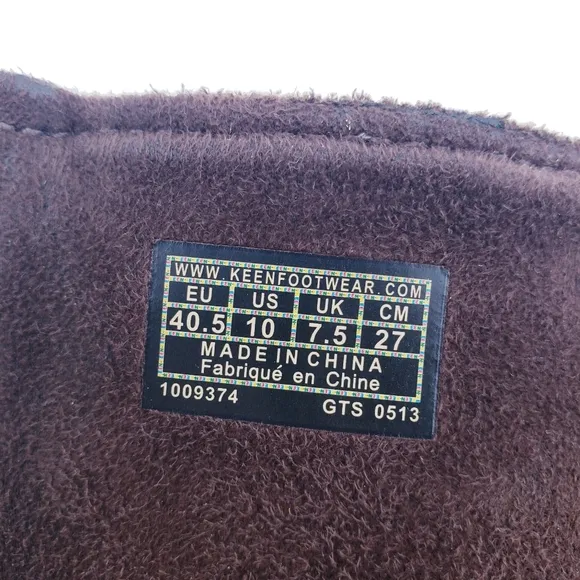 WWW.KEENFOOTWEAR.COM
EU US UK CM
40.5 10 7.5 27
MADE IN CHINA
Fabriqué en Chine
1009374 GTS 0513